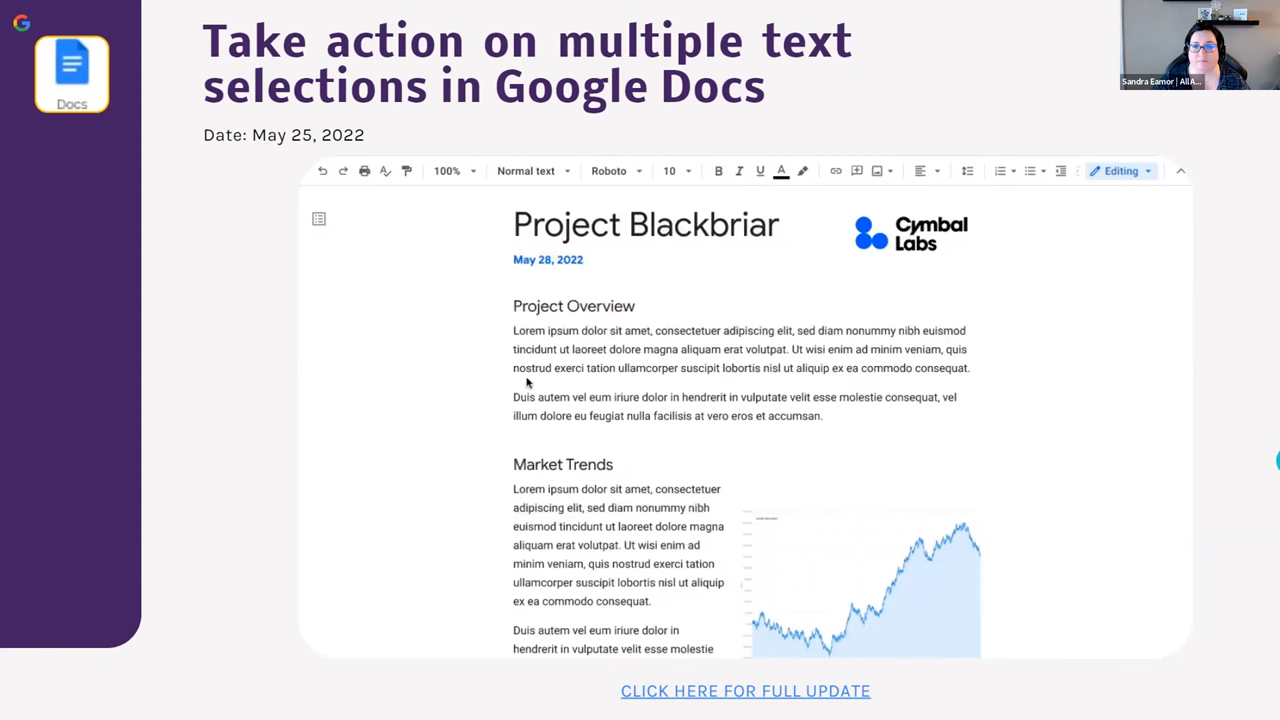 Take action on multiple text
selections in Google Docs
Docs
Sandra Eamor | All A...
Date: May 25, 2022
100%
Normal text
Roboto
10
B
I
U
A
Editing
Project Blackbriar
Cymbal
Labs
May 28, 2022
Project Overview
Lorem ipsum dolor sit amet, consectetuer adipiscing elit, sed diam nonummy nibh euismod
tincidunt ut laoreet dolore magna aliquam erat volutpat. Ut wisi enim ad minim veniam, quis
nostrud exerci tation ullamcorper suscipit lobortis nisl ut aliquip ex ea commodo consequat.
Duis autem vel eum iriure dolor in hendrerit in vulputate velit esse molestie consequat, vel
illum dolore eu feugiat nulla facilisis at vero eros et accumsan.
Market Trends
Lorem ipsum dolor sit amet, consectetuer
adipiscing elit, sed diam nonummy nibh
euismod tincidunt ut laoreet dolore magna
aliquam erat volutpat. Ut wisi enim ad
minim veniam, quis nostrud exerci tation
ullamcorper suscipit lobortis nisl ut aliquip
ex ea commodo consequat.
Duis autem vel eum iriure dolor in
hendrerit in vulputate velit esse molestie
CLICK HERE FOR FULL UPDATE